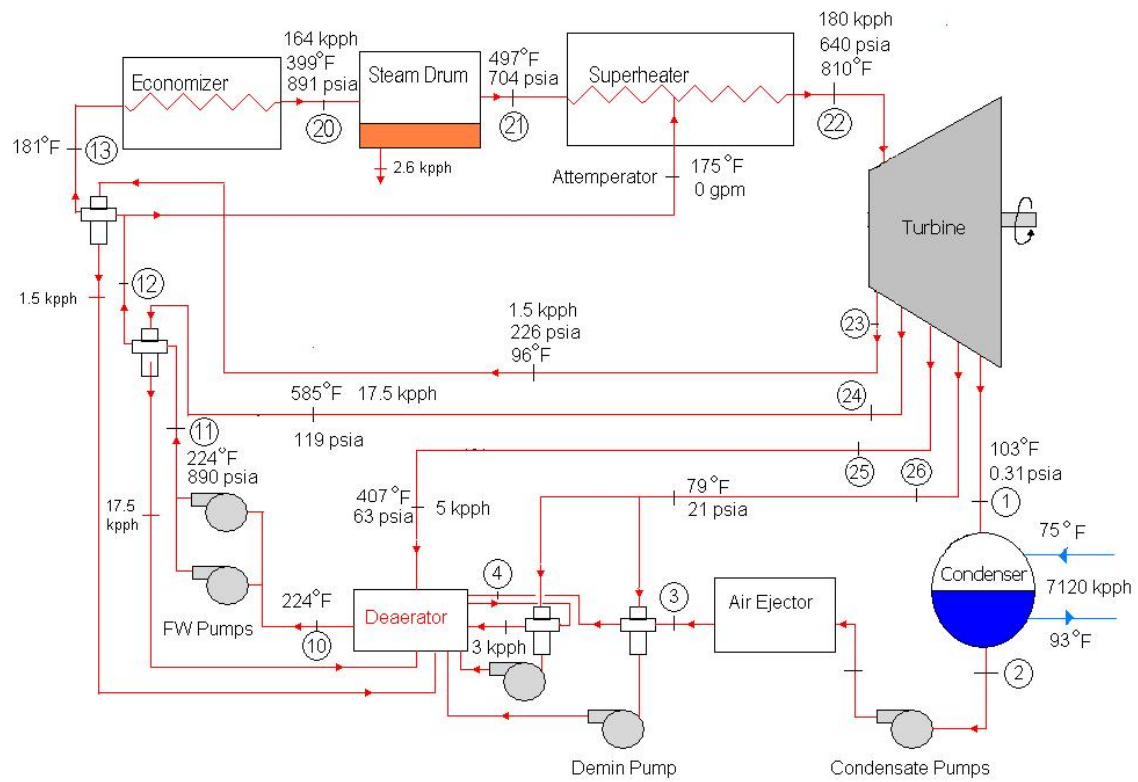 180 kpph
640 psia
810°F
164 kpph
399°F
891 psia
497°F
704 psia
Economizer
Steam Drum
Superheater
20
21
22
181°F
13
2.6 kpph
Attemperator
175°F
0 gpm
Turbine
12
1.5 kpph
23
1.5 kpph
226 psia
96°F
585°F 17.5 kpph
24
119 psia
11
224°F
890 psia
25
26
103°F
0.31 psia
1
407°F
63 psia
5 kpph
79°F
21 psia
17.5
kpph
75°F
Condenser
7120 kpph
93°F
4
3
Air Ejector
224°F
Deaerator
FW Pumps
10
3 kpph
2
Demin Pump
Condensate Pumps